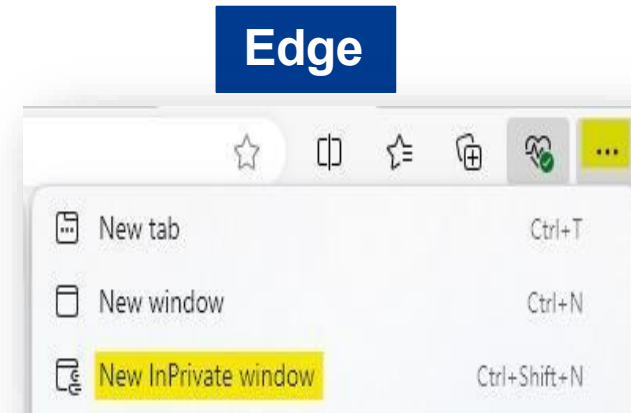 Edge
...
New tab Ctrl+T
New window Ctrl+N
New InPrivate window Ctrl+Shift+N